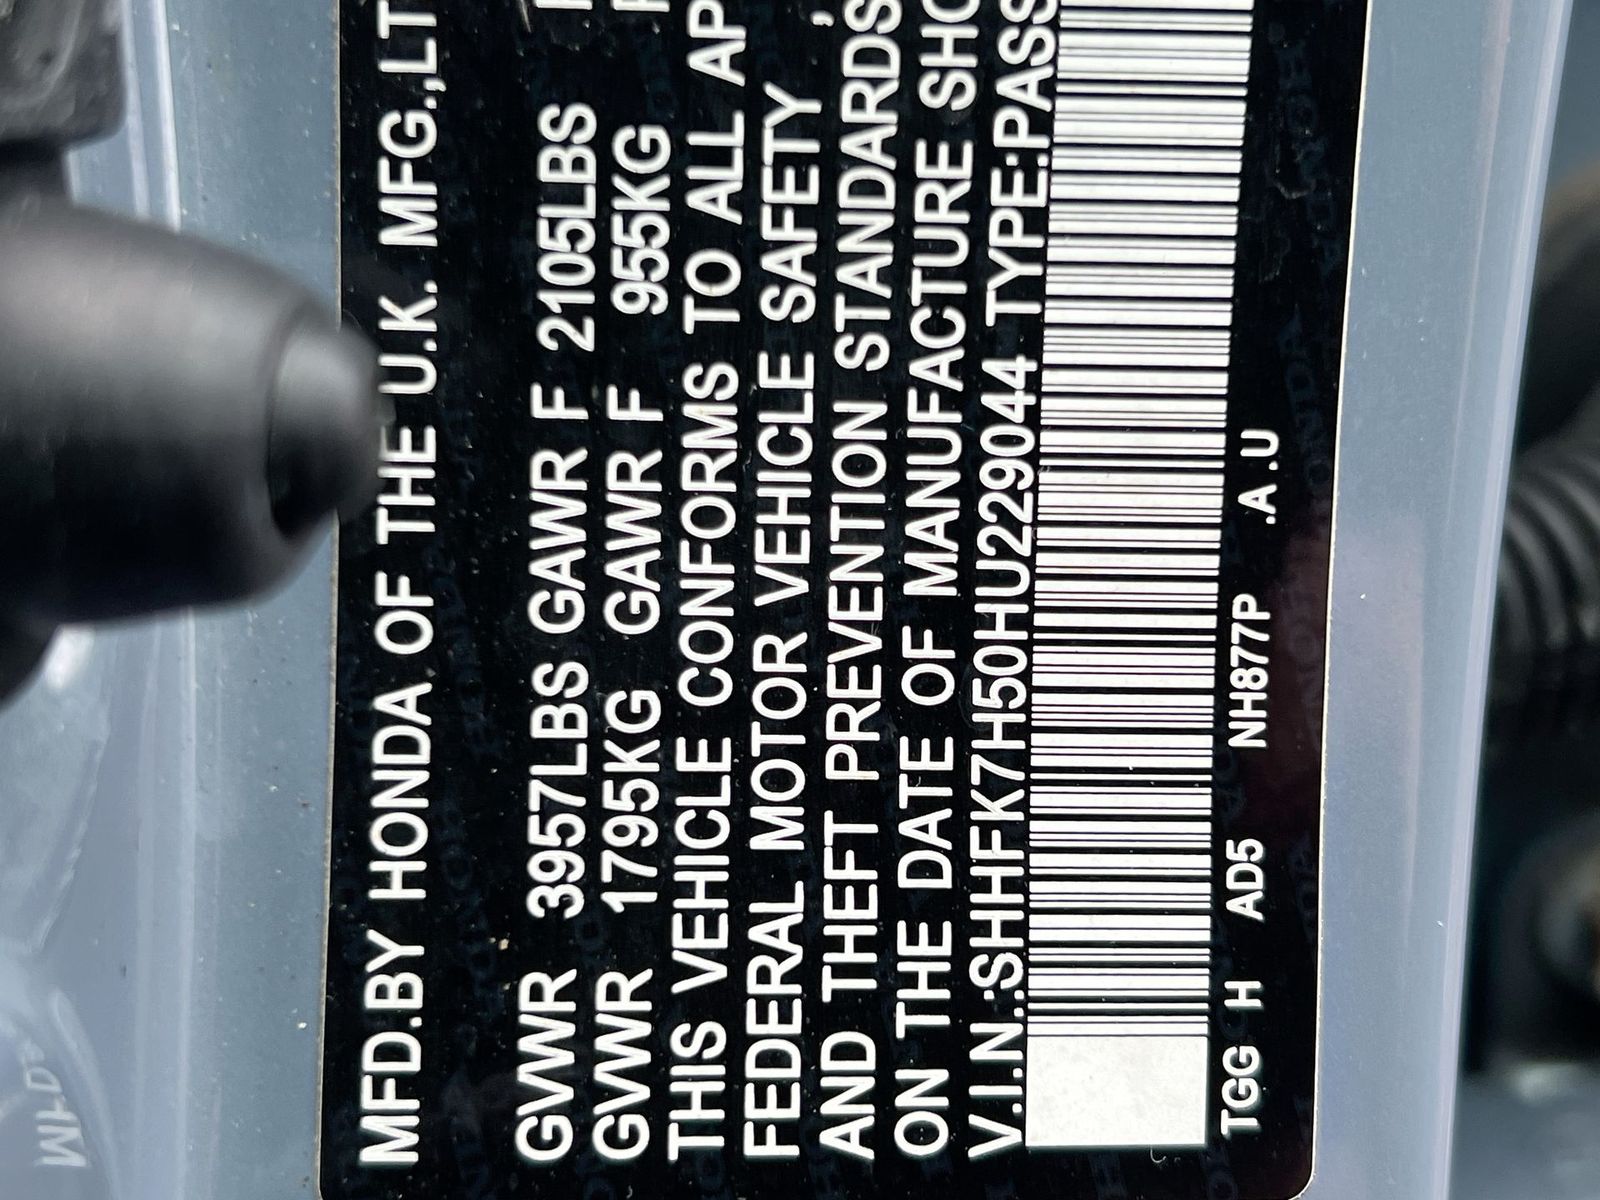 MFD.BY HONDA OF THE U.K. MFG.,LT
GVWR 3957LBS GAWR F 2105LBS
GVWR 1795KG GAWR F 955KG
THIS VEHICLE CONFORMS TO ALL AP
FEDERAL MOTOR VEHICLE SAFETY ,
AND THEFT PREVENTION STANDARDS
ON THE DATE OF MANUFACTURE SHO
V.I.N.:SHHFK7H50HU229044 TYPE:PASS
TGG H AD5 NH877P .A.U